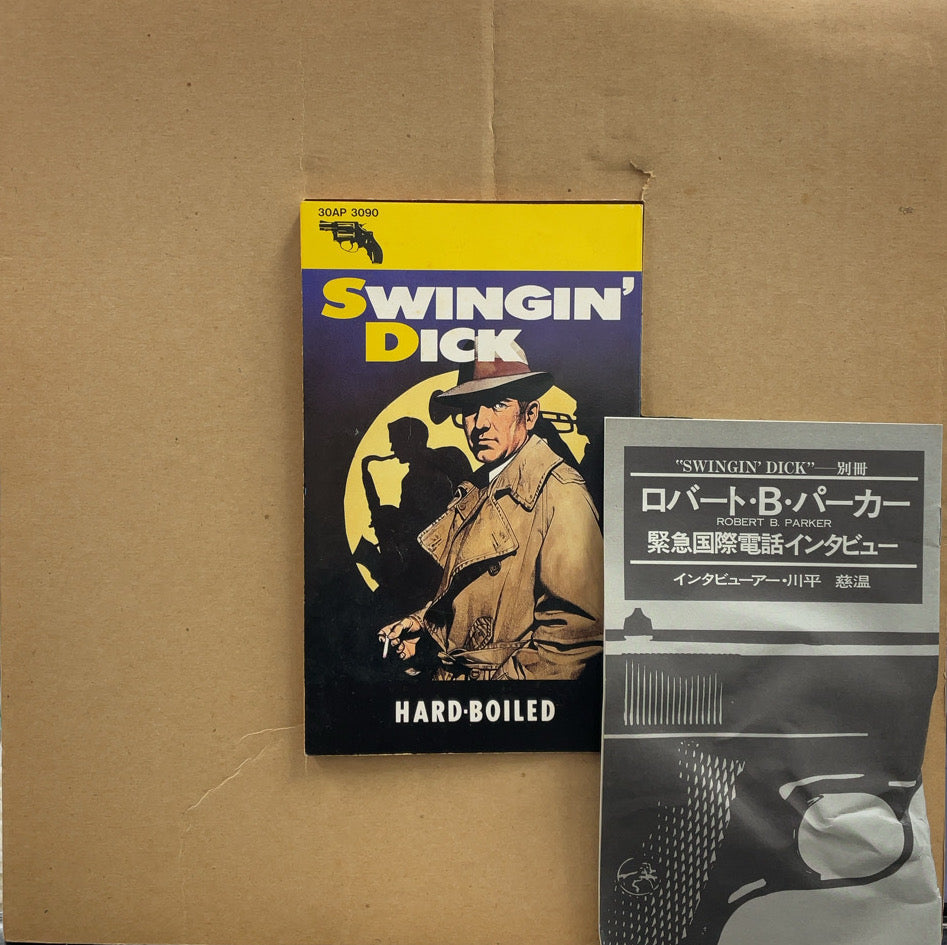 30AP 3090
SWINGIN'
DICK
HARD·BOILED
"SWINGIN' DICK"—別冊
ロバート・B・パーカー
ROBERT B. PARKER
緊急国際電話インタビュー
インタビューアー・川平 慈温